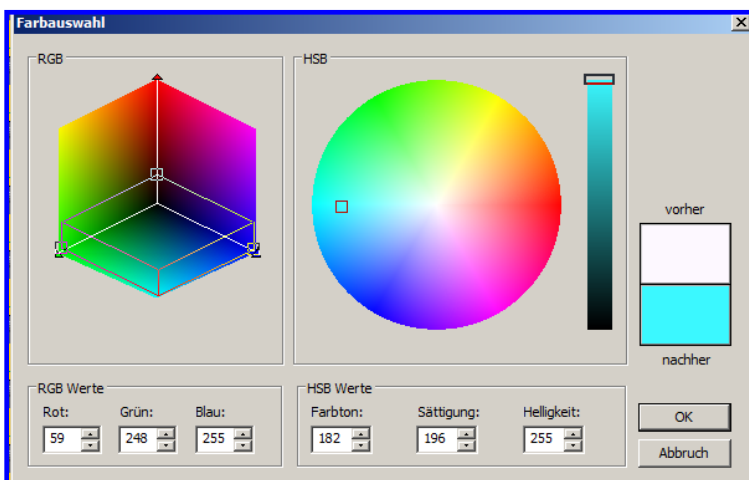 Farbauswahl
RGB
HSB
vorher
nachher
RGB Werte
Rot: Grün: Blau:
59 248 255
HSB Werte
Farbton: Sättigung: Helligkeit:
182 196 255
OK
Abbruch